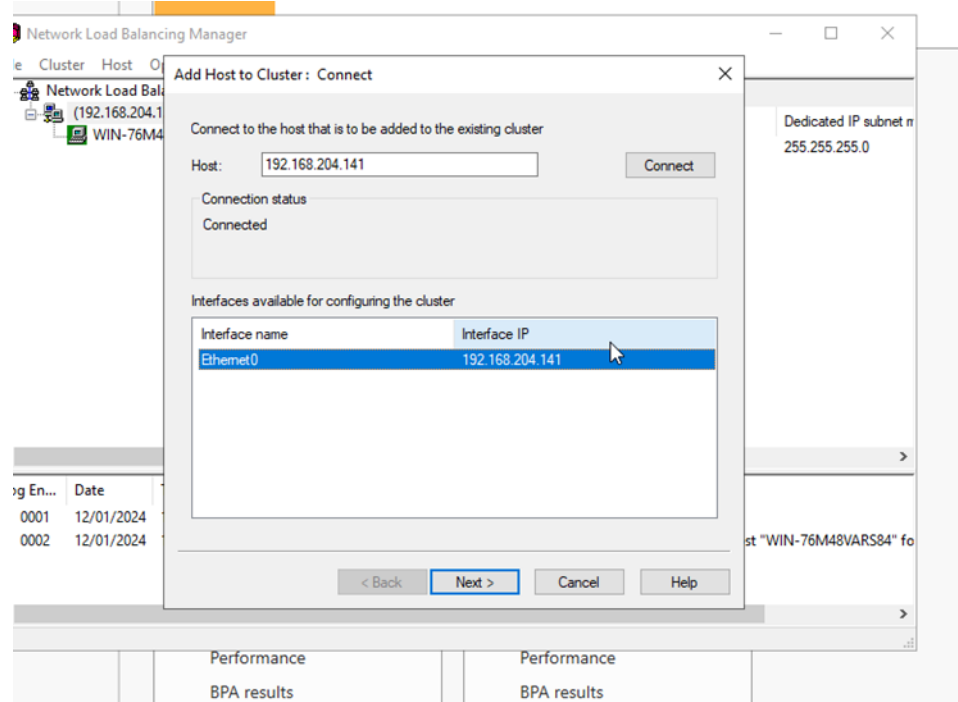 Network Load Balancing Manager
Cluster Host
Network Load
(192.168.204.1
WIN-76M4
Add Host to Cluster : Connect
Connect to the host that is to be added to the existing cluster
Host: 192.168.204.141 Connect
Connection status
Connected
Interfaces available for configuring the cluster
Interface name Interface IP
Ethernet0 192.168.204.141
< Back Next > Cancel Help
Dedicated IP subnet
255.255.255.0
Date
0001 12/01/2024
0002 12/01/2024
"WIN-76M48VARS84" fo
Performance Performance
BPA results BPA results